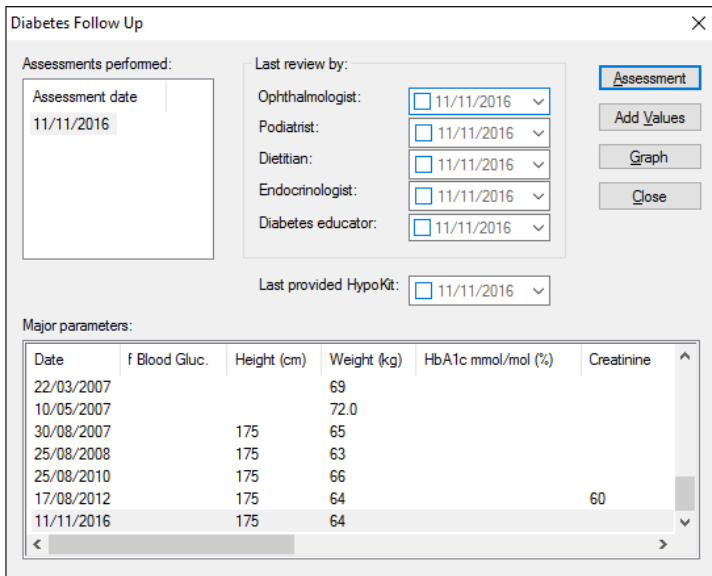 Diabetes Follow Up
Assessments performed:
Assessment date
11/11/2016
Last review by:
Ophthalmologist: 11/11/2016
Podiatrist: 11/11/2016
Dietitian: 11/11/2016
Endocrinologist: 11/11/2016
Diabetes educator: 11/11/2016
Last provided HypoKit: 11/11/2016
Assessment
Add Values
Graph
Close
Major parameters:
Date f Blood Gluc. Height (cm) Weight (kg) HbA1c mmol/mol (%) Creatinine
22/03/2007 69
10/05/2007 72.0
30/08/2007 175 65
25/08/2008 175 63
25/08/2010 175 66
17/08/2012 175 64 60
11/11/2016 175 64